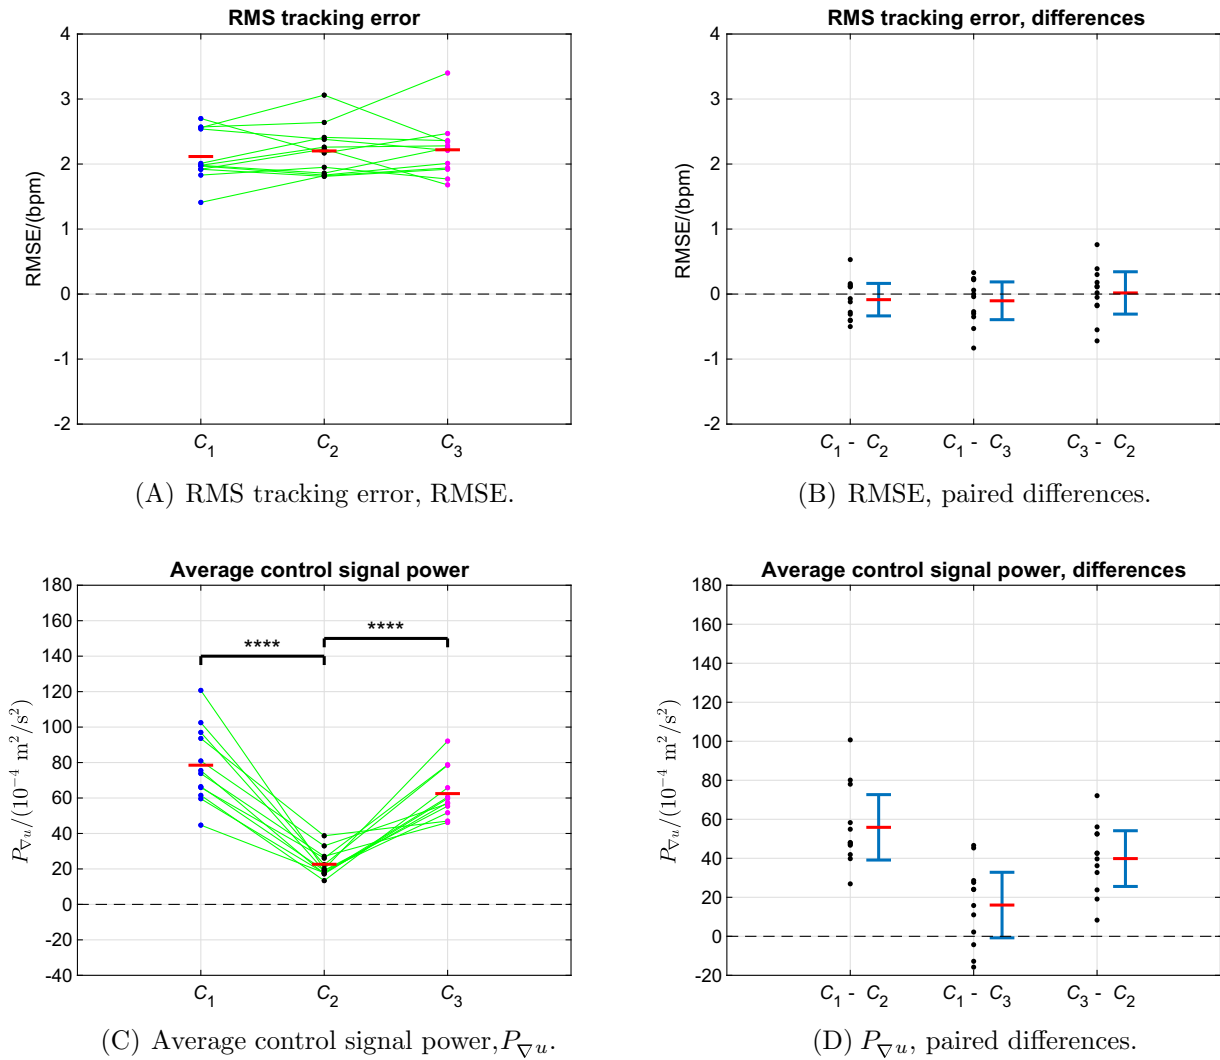 RMS tracking error
4
3
2
1
0
-1
-2
RMSE/(bpm)
C1
C2
C3
(A) RMS tracking error, RMSE.
RMS tracking error, differences
4
3
2
1
0
-1
-2
RMSE/(bpm)
C1 - C2
C1 - C3
C3 - C2
(B) RMSE, paired differences.
Average control signal power
180
160
140
120
100
80
60
40
20
0
-20
-40
P∇u/(10⁻⁴ m²/s²)
****
****
C1
C2
C3
(C) Average control signal power,P∇u.
Average control signal power, differences
180
160
140
120
100
80
60
40
20
0
-20
P∇u/(10⁻⁴ m²/s²)
C1 - C2
C1 - C3
C3 - C2
(D) P∇u, paired differences.